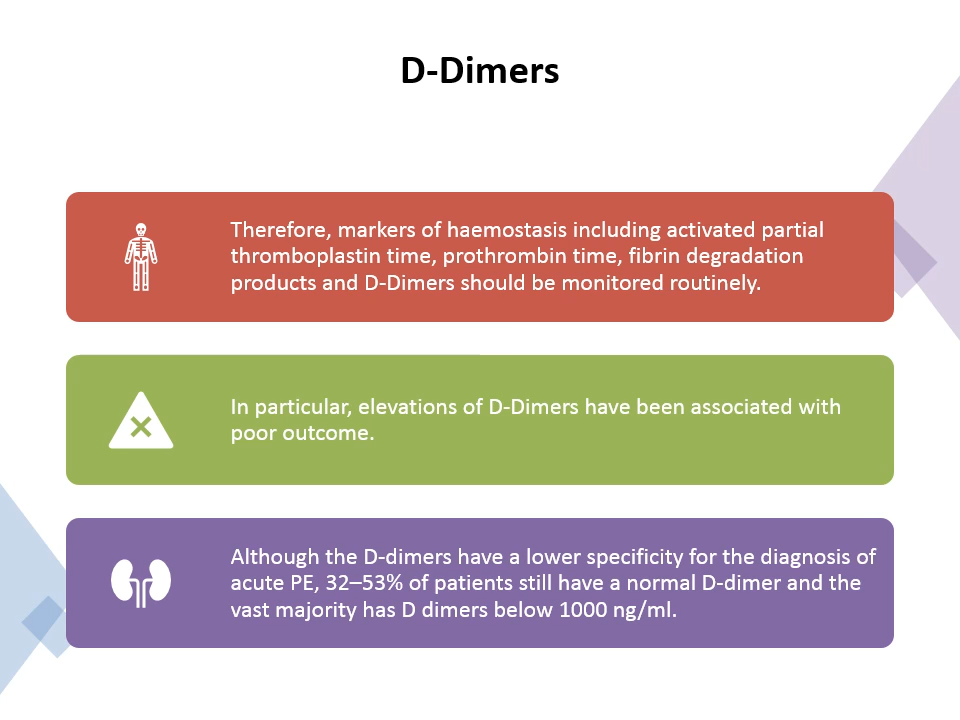 D-Dimers
Therefore, markers of haemostasis including activated partial
thromboplastin time, prothrombin time, fibrin degradation
products and D-Dimers should be monitored routinely.
In particular, elevations of D-Dimers have been associated with
poor outcome.
Although the D-dimers have a lower specificity for the diagnosis of
acute PE, 32–53% of patients still have a normal D-dimer and the
vast majority has D dimers below 1000 ng/ml.